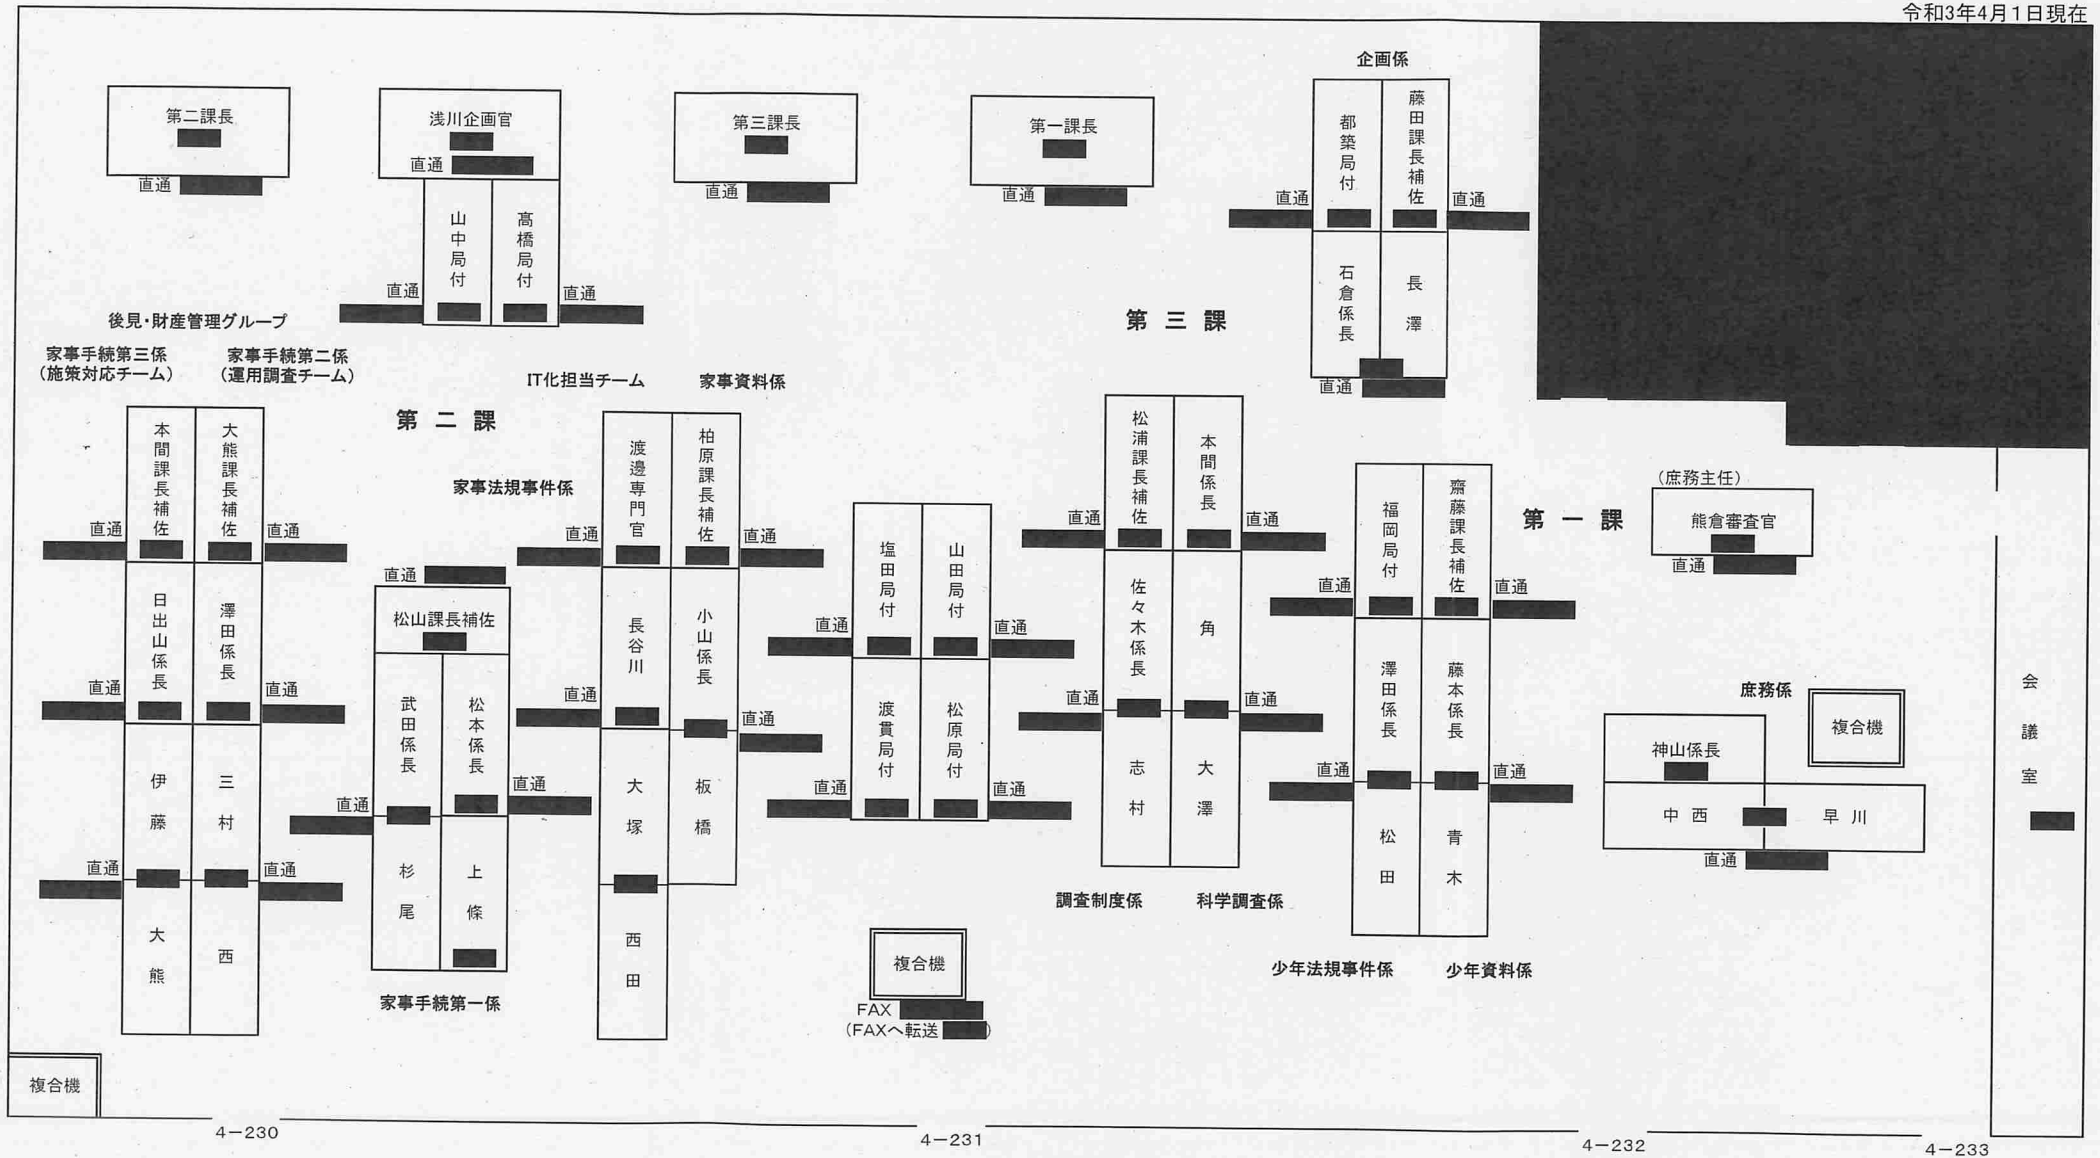 令和3年4月1日現在
企画係
第二課長
直通
浅川企画官
直通
山中局付
髙橋局付
直通
直通
第三課長
直通
第一課長
直通
都築局付
藤田課長補佐
直通
直通
石倉係長
長澤
直通
第三課
後見・財産管理グループ
家事手続第三係
(施策対応チーム)
家事手続第二係
(運用調査チーム)
IT化担当チーム
家事資料係
第二課
本間課長補佐
大熊課長補佐
直通
直通
日出山係長
澤田係長
直通
直通
伊藤
三村
直通
直通
大熊
西
家事法規事件係
直通
松山課長補佐
武田係長
松本係長
直通
直通
杉尾
上條
家事手続第一係
渡邊専門官
柏原課長補佐
直通
直通
長谷川
小山係長
直通
直通
大塚
板橋
西田
塩田局付
山田局付
直通
直通
渡貫局付
松原局付
直通
直通
複合機
FAX
(FAXへ転送 )
松浦課長補佐
本間係長
直通
直通
佐々木係長
角
直通
直通
志村
大澤
調査制度係
科学調査係
第一課
福岡局付
齋藤課長補佐
直通
直通
澤田係長
藤本係長
直通
直通
松田
青木
少年法規事件係
少年資料係
(庶務主任)
熊倉審査官
直通
庶務係
複合機
神山係長
中西
早川
直通
会議室
複合機
4-230
4-231
4-232
4-233